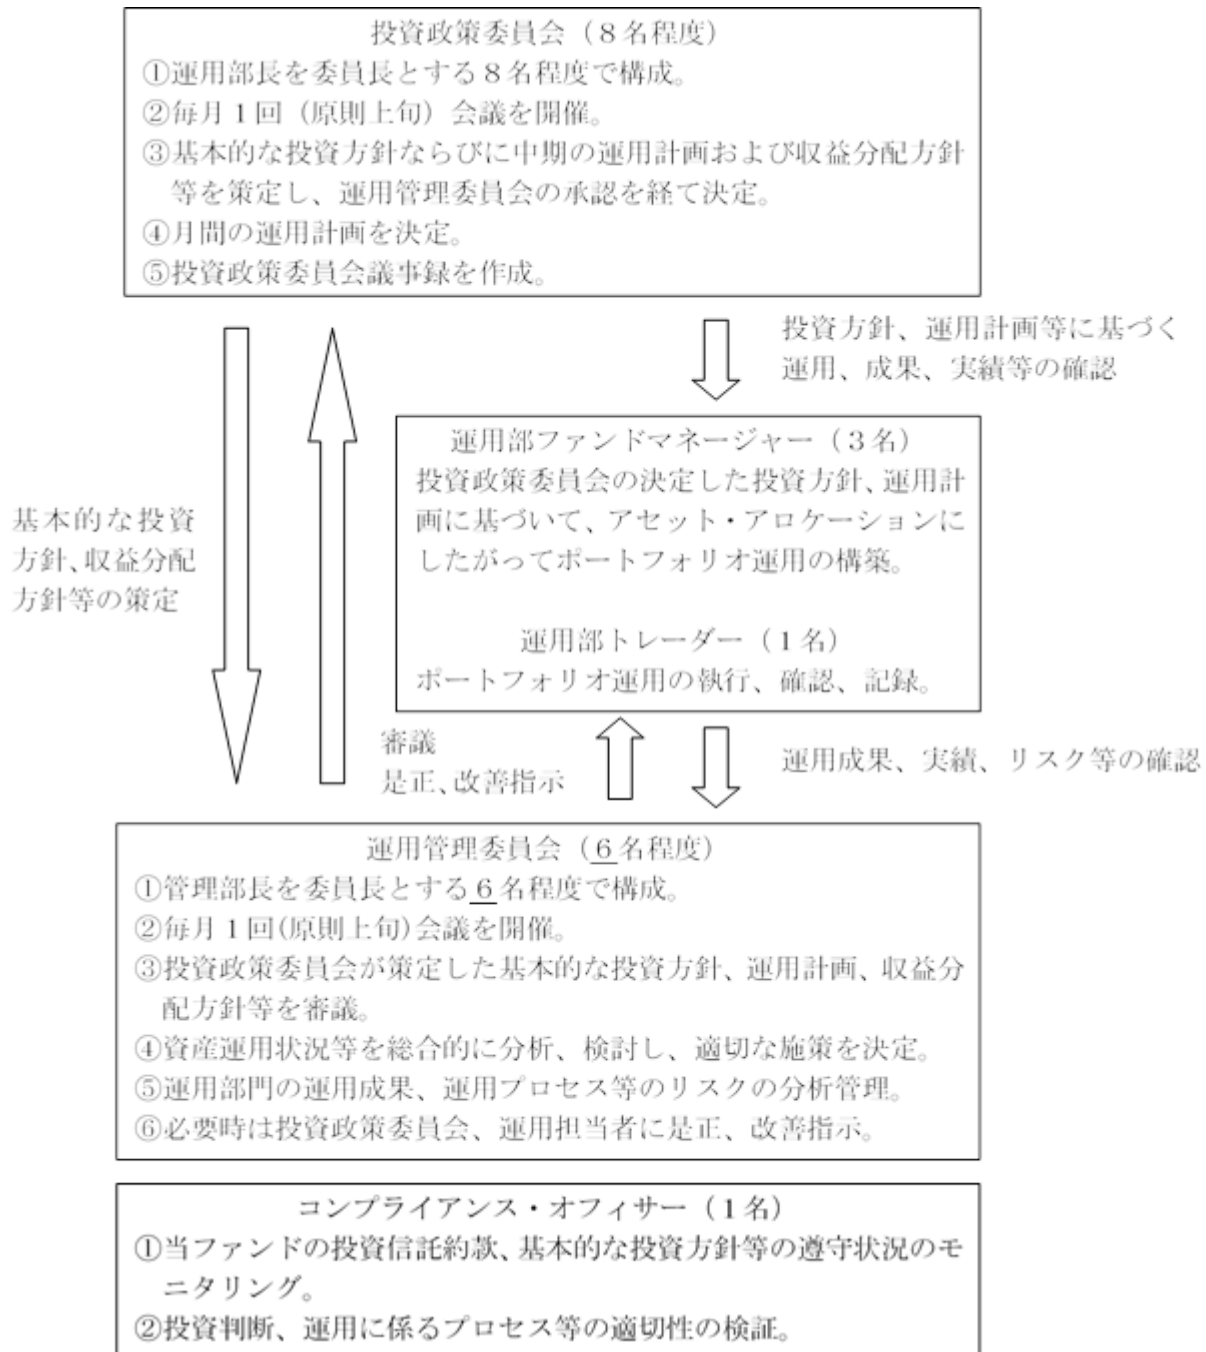 投資政策委員会（８名程度）
①運用部長を委員長とする８名程度で構成。
②毎月１回（原則上旬）会議を開催。
③基本的な投資方針ならびに中期の運用計画および収益分配方針
等を策定し、運用管理委員会の承認を経て決定。
④月間の運用計画を決定。
⑤投資政策委員会議事録を作成。
投資方針、運用計画等に基づく
運用、成果、実績等の確認
運用部ファンドマネージャー（３名）
投資政策委員会の決定した投資方針、運用計
画に基づいて、アセット・アロケーションに
したがってポートフォリオ運用の構築。
運用部トレーダー（１名）
ポートフォリオ運用の執行、確認、記録。
基本的な投資
方針、収益分配
方針等の策定
審議
是正、改善指示
運用成果、実績、リスク等の確認
運用管理委員会（６名程度）
①管理部長を委員長とする６名程度で構成。
②毎月１回(原則上旬)会議を開催。
③投資政策委員会が策定した基本的な投資方針、運用計画、収益分
配方針等を審議。
④資産運用状況等を総合的に分析、検討し、適切な施策を決定。
⑤運用部門の運用成果、運用プロセス等のリスクの分析管理。
⑥必要時は投資政策委員会、運用担当者に是正、改善指示。
コンプライアンス・オフィサー（１名）
①当ファンドの投資信託約款、基本的な投資方針等の遵守状況のモ
ニタリング。
②投資判断、運用に係るプロセス等の適切性の検証。